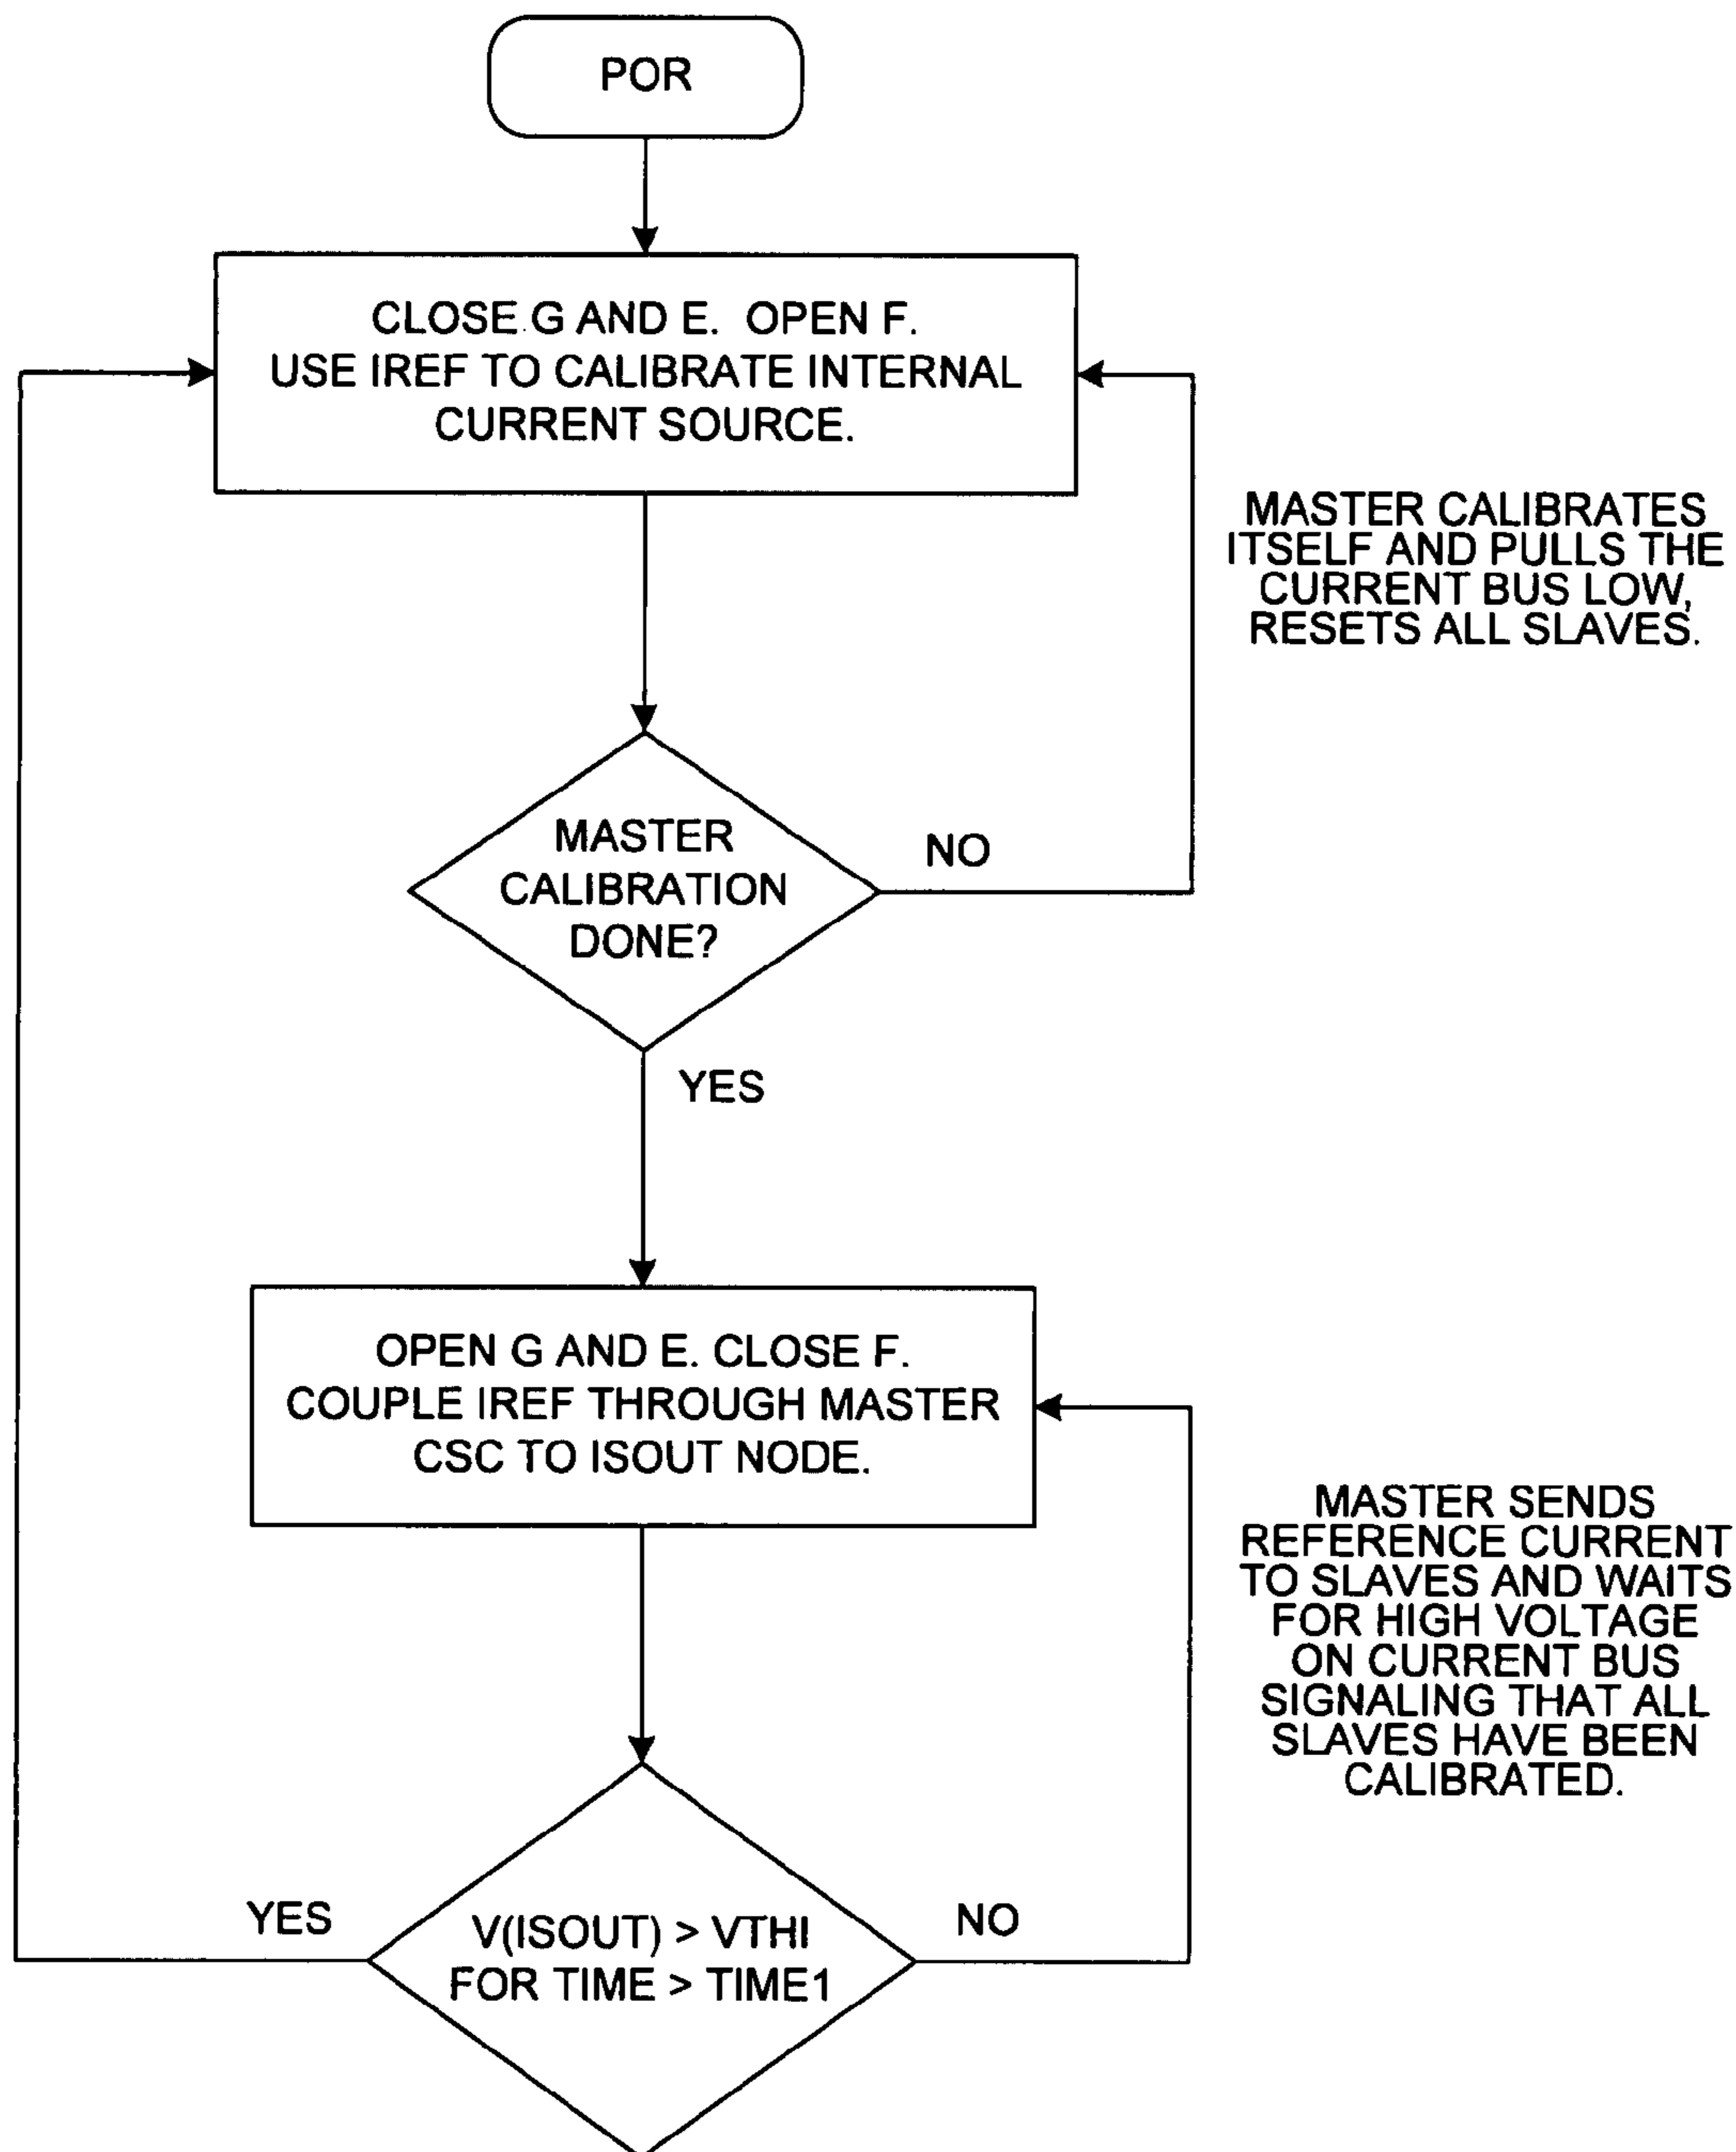 POR
CLOSE G AND E. OPEN F.
USE IREF TO CALIBRATE INTERNAL
CURRENT SOURCE.
MASTER CALIBRATES
ITSELF AND PULLS THE
CURRENT BUS LOW,
RESETS ALL SLAVES.
MASTER
CALIBRATION
DONE?
NO
YES
OPEN G AND E. CLOSE F.
COUPLE IREF THROUGH MASTER
CSC TO ISOUT NODE.
MASTER SENDS
REFERENCE CURRENT
TO SLAVES AND WAITS
FOR HIGH VOLTAGE
ON CURRENT BUS
SIGNALING THAT ALL
SLAVES HAVE BEEN
CALIBRATED.
YES
V(ISOUT) > VTHI
FOR TIME > TIME1
NO